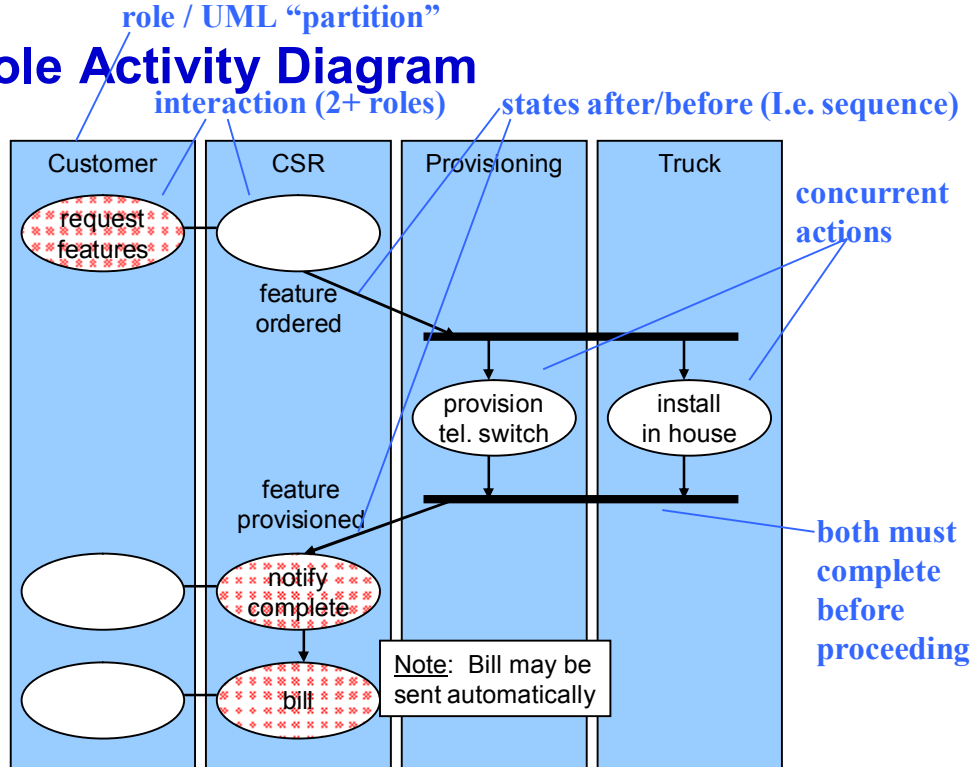 role / UML “partition”
ole Activity Diagram
interaction (2+ roles)
states after/before (I.e. sequence)
Customer
CSR
Provisioning
Truck
concurrent
actions
request
features
feature
ordered
provision
tel. switch
install
in house
feature
provisioned
both must
complete
before
proceeding
notify
complete
Note: Bill may be
sent automatically
bill